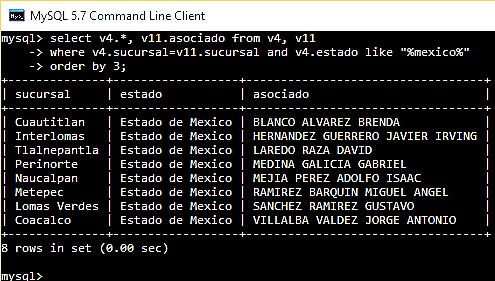 MySQL 5.7 Command Line Client
mysql> select v4.*, v11.asociado from v4, v11
    -> where v4.sucursal=v11.sucursal and v4.estado like "%mexico%"
    -> order by 3;
+--------------+------------------+--------------------------------+
| sucursal     | estado           | asociado                       |
+--------------+------------------+--------------------------------+
| Cuautitlan   | Estado de Mexico | BLANCO ALVAREZ BRENDA          |
| Interlomas   | Estado de Mexico | HERNANDEZ GUERRERO JAVIER IRVING |
| Tlalnepantla | Estado de Mexico | LAREDO RAZA DAVID              |
| Perinorte    | Estado de Mexico | MEDINA GALICIA GABRIEL         |
| Naucalpan    | Estado de Mexico | MEJIA PEREZ ADOLFO ISAAC       |
| Metepec      | Estado de Mexico | RAMIREZ BARQUIN MIGUEL ANGEL   |
| Lomas Verdes | Estado de Mexico | SANCHEZ RAMIREZ GUSTAVO        |
| Coacalco     | Estado de Mexico | VILLALBA VALDEZ JORGE ANTONIO  |
+--------------+------------------+--------------------------------+
8 rows in set (0.00 sec)
mysql>